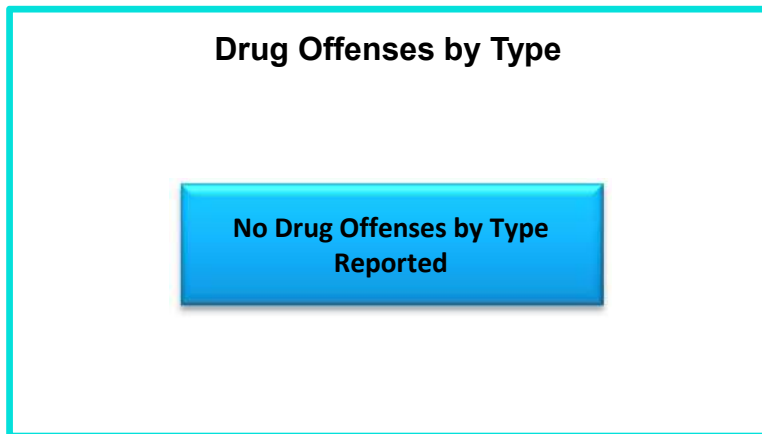 Drug Offenses by Type
No Drug Offenses by Type
Reported